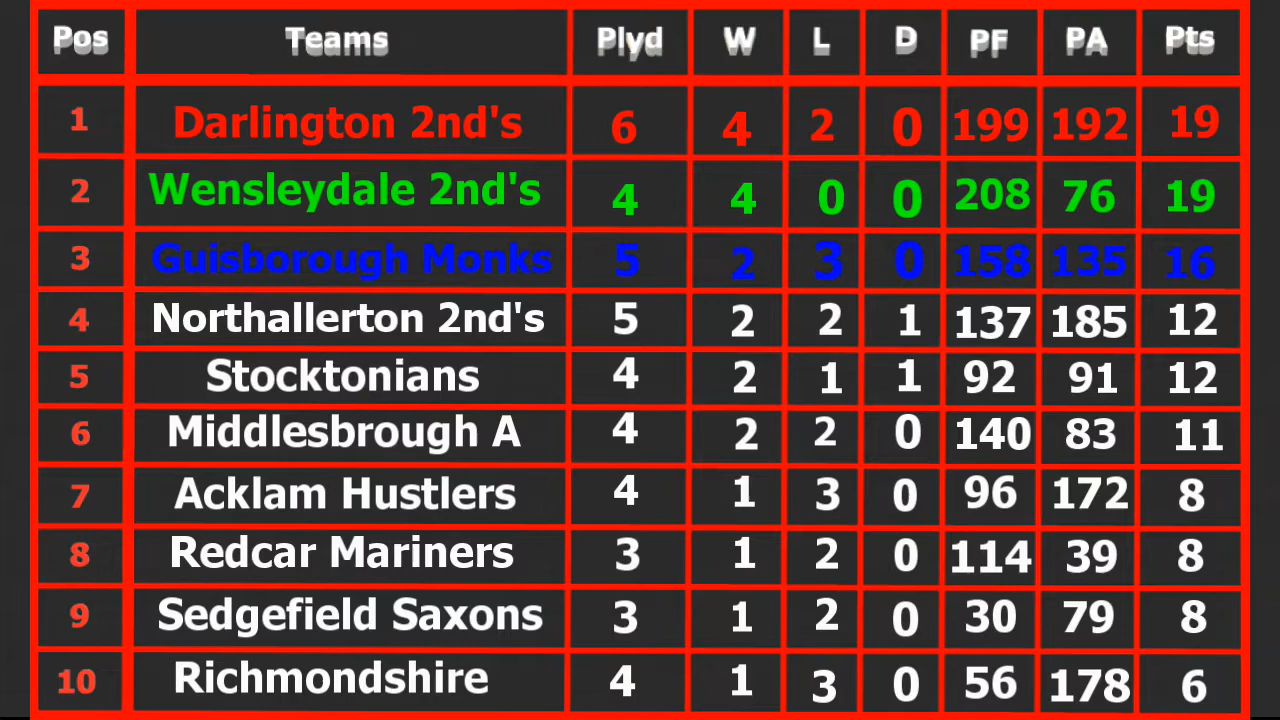 Pos Teams Plyd W L D PF PA Pts
1 Darlington 2nd's 6 4 2 0 199 192 19
2 Wensleydale 2nd's 4 4 0 0 208 76 19
3 Guisborough Monks 5 2 3 0 158 135 16
4 Northallerton 2nd's 5 2 2 1 137 185 12
5 Stocktonians 4 2 1 1 92 91 12
6 Middlesbrough A 4 2 2 0 140 83 11
7 Acklam Hustlers 4 1 3 0 96 172 8
8 Redcar Mariners 3 1 2 0 114 39 8
9 Sedgefield Saxons 3 1 2 0 30 79 8
10 Richmondshire 4 1 3 0 56 178 6